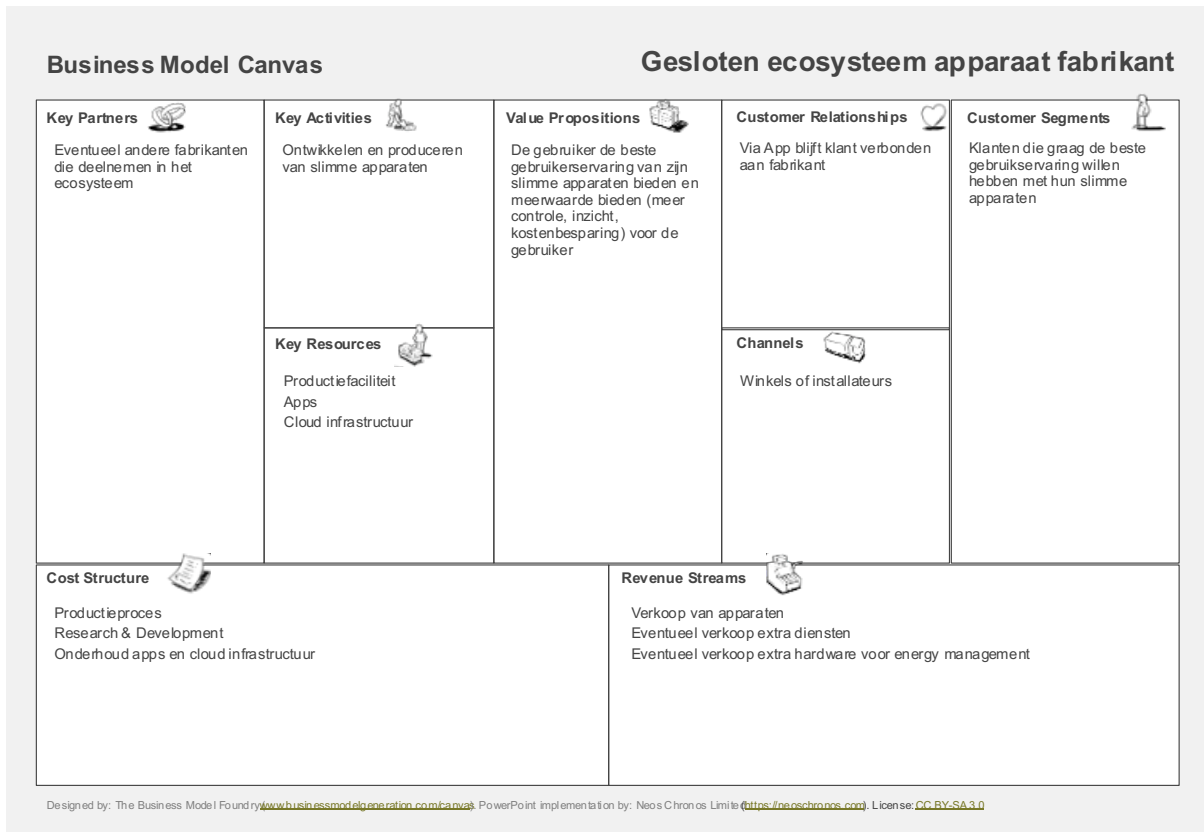 Business Model Canvas
Gesloten ecosysteem apparaat fabrikant
Key Partners
Eventueel andere fabrikanten
die deelnemen in het
ecosysteem
Key Activities
Ontwikkelen en produceren
van slimme apparaten
Key Resources
Productiefaciliteit
Apps
Cloud infrastructuur
Value Propositions
De gebruiker de beste
gebruikerservaring van zijn
slimme apparaten bieden en
meerwaarde bieden (meer
controle, inzicht,
kostenbesparing) voor de
gebruiker
Customer Relationships
Via App blijft klant verbonden
aan fabrikant
Channels
Winkels of installateurs
Customer Segments
Klanten die graag de beste
gebruikservaring willen
hebben met hun slimme
apparaten
Cost Structure
Productieproces
Research & Development
Onderhoud apps en cloud infrastructuur
Revenue Streams
Verkoop van apparaten
Eventueel verkoop extra diensten
Eventueel verkoop extra hardware voor energy management
Designed by: The Business Model Foundry (www.businessmodelgeneration.com/canvas). PowerPoint implementation by: Neos Chronos Limited (https://neoschronos.com). License: CC BY-SA 3.0